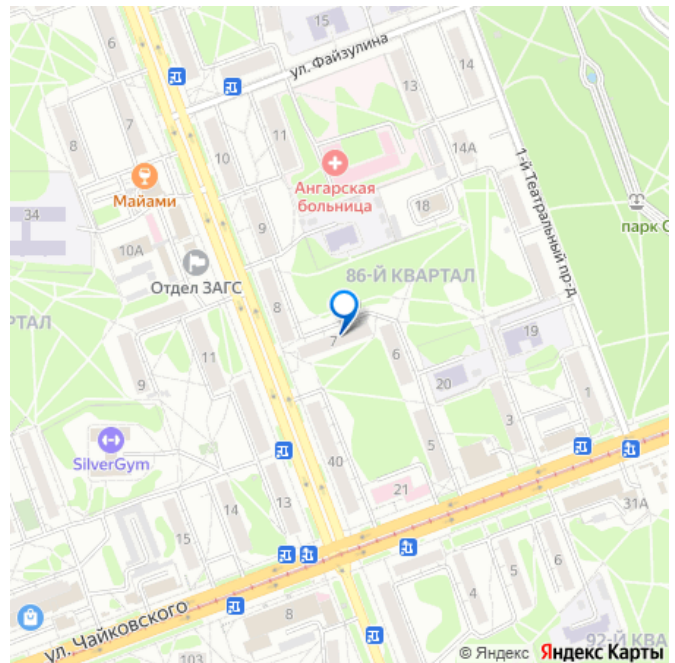 15
6
ул. Файзулина
14
13
7
11
8
10
14А
Ангарская
больница
Майами
1-й Театральный пр-д
34
18
парк С
9
10А
Отдел ЗАГС
86-Й КВАРТАЛ
8
РТАЛ
7
19
11
6
9
20
1
3
SilverGym
5
40
21
31А
14
13
15
6
5
4
8
ул. Чайковского
92-Й КВА
103
© Яндекс Яндекс Карты